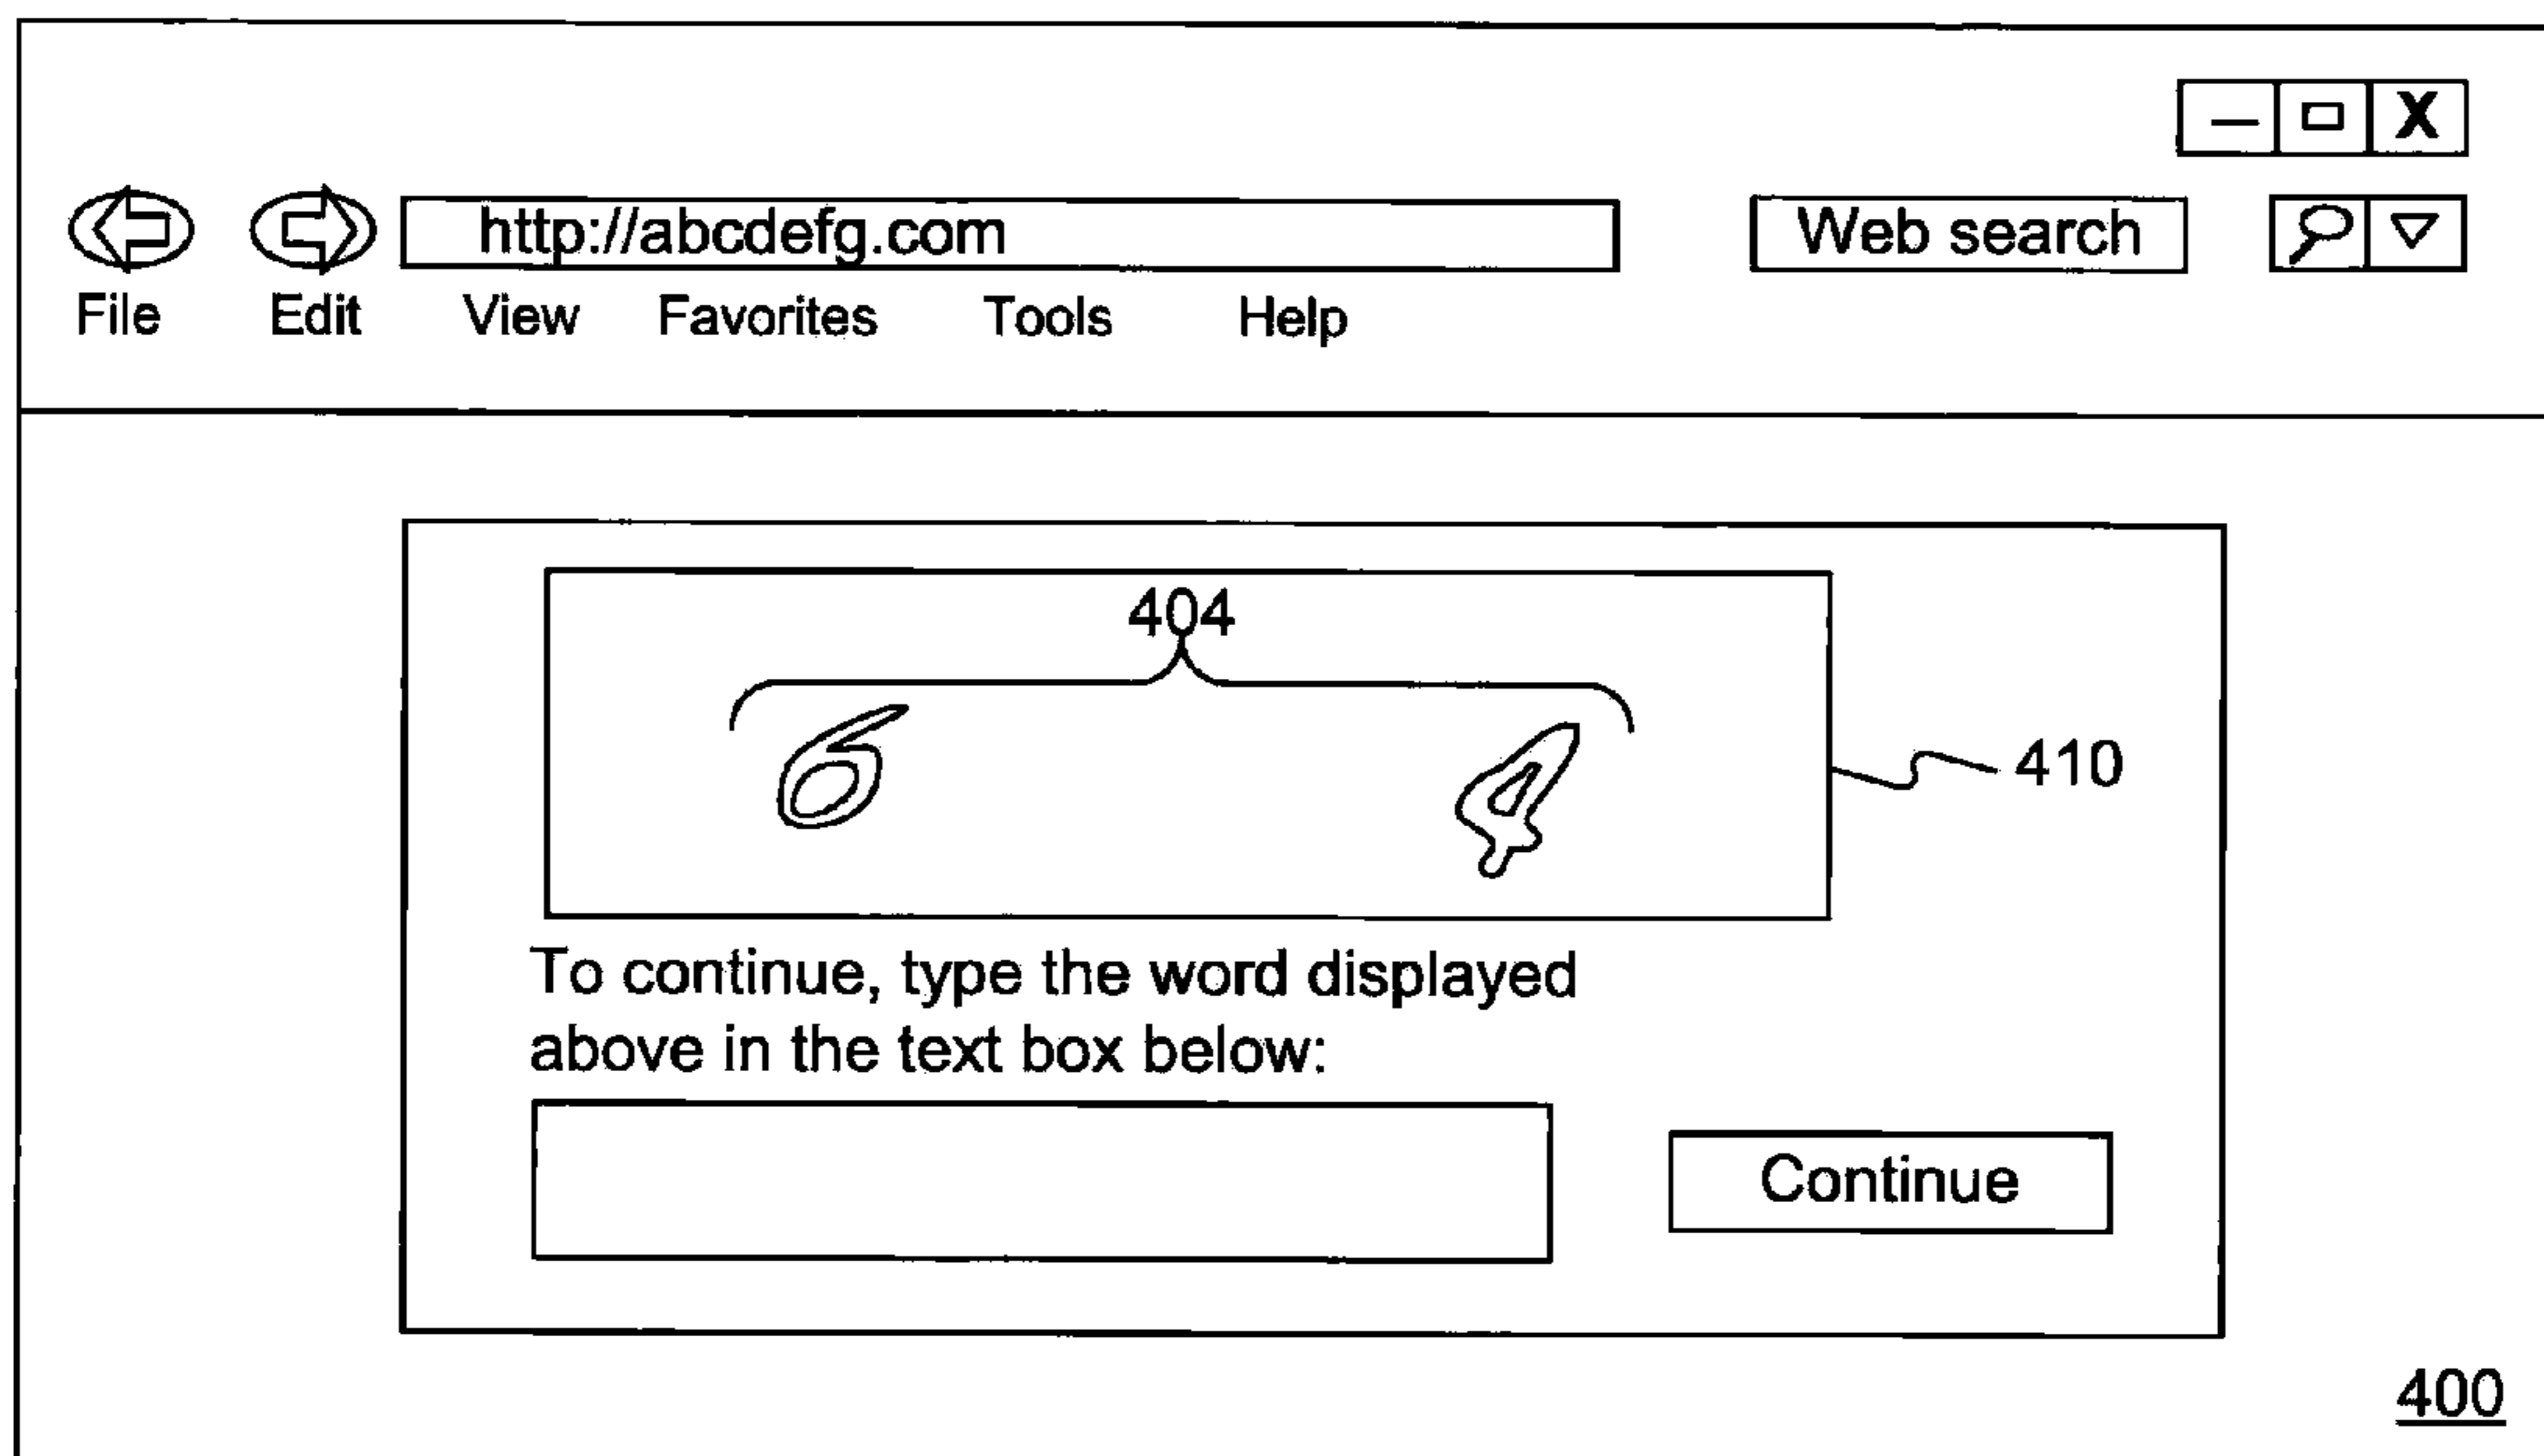 X
http://abcdefg.com Web search
File Edit View Favorites Tools Help
404
6 4
410
To continue, type the word displayed
above in the text box below:
Continue
400